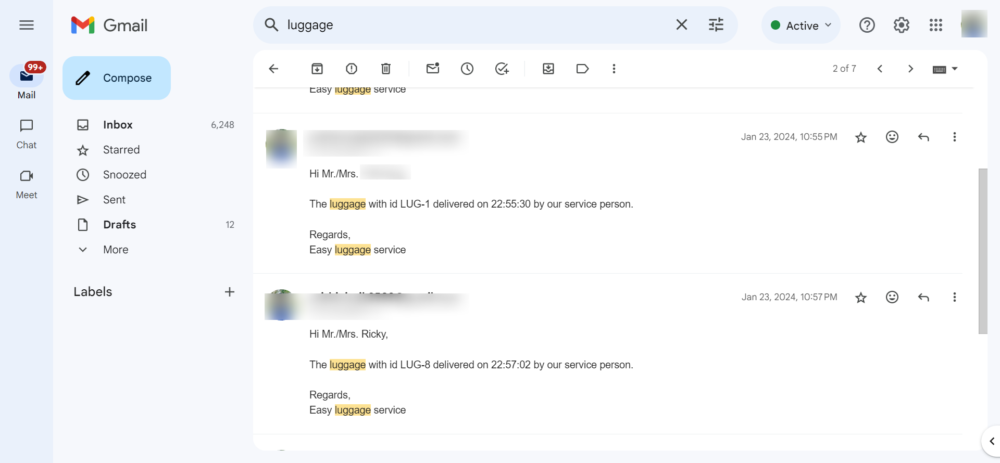 Gmail
luggage
Active
99+
Mail
Compose
2 of 7
Easy luggage service
Chat
Meet
Inbox 6,248
Starred
Snoozed
Sent
Drafts 12
More
Labels
Jan 23, 2024, 10:55 PM
Hi Mr./Mrs.
The luggage with id LUG-1 delivered on 22:55:30 by our service person.
Regards,
Easy luggage service
Jan 23, 2024, 10:57 PM
Hi Mr./Mrs. Ricky,
The luggage with id LUG-8 delivered on 22:57:02 by our service person.
Regards,
Easy luggage service